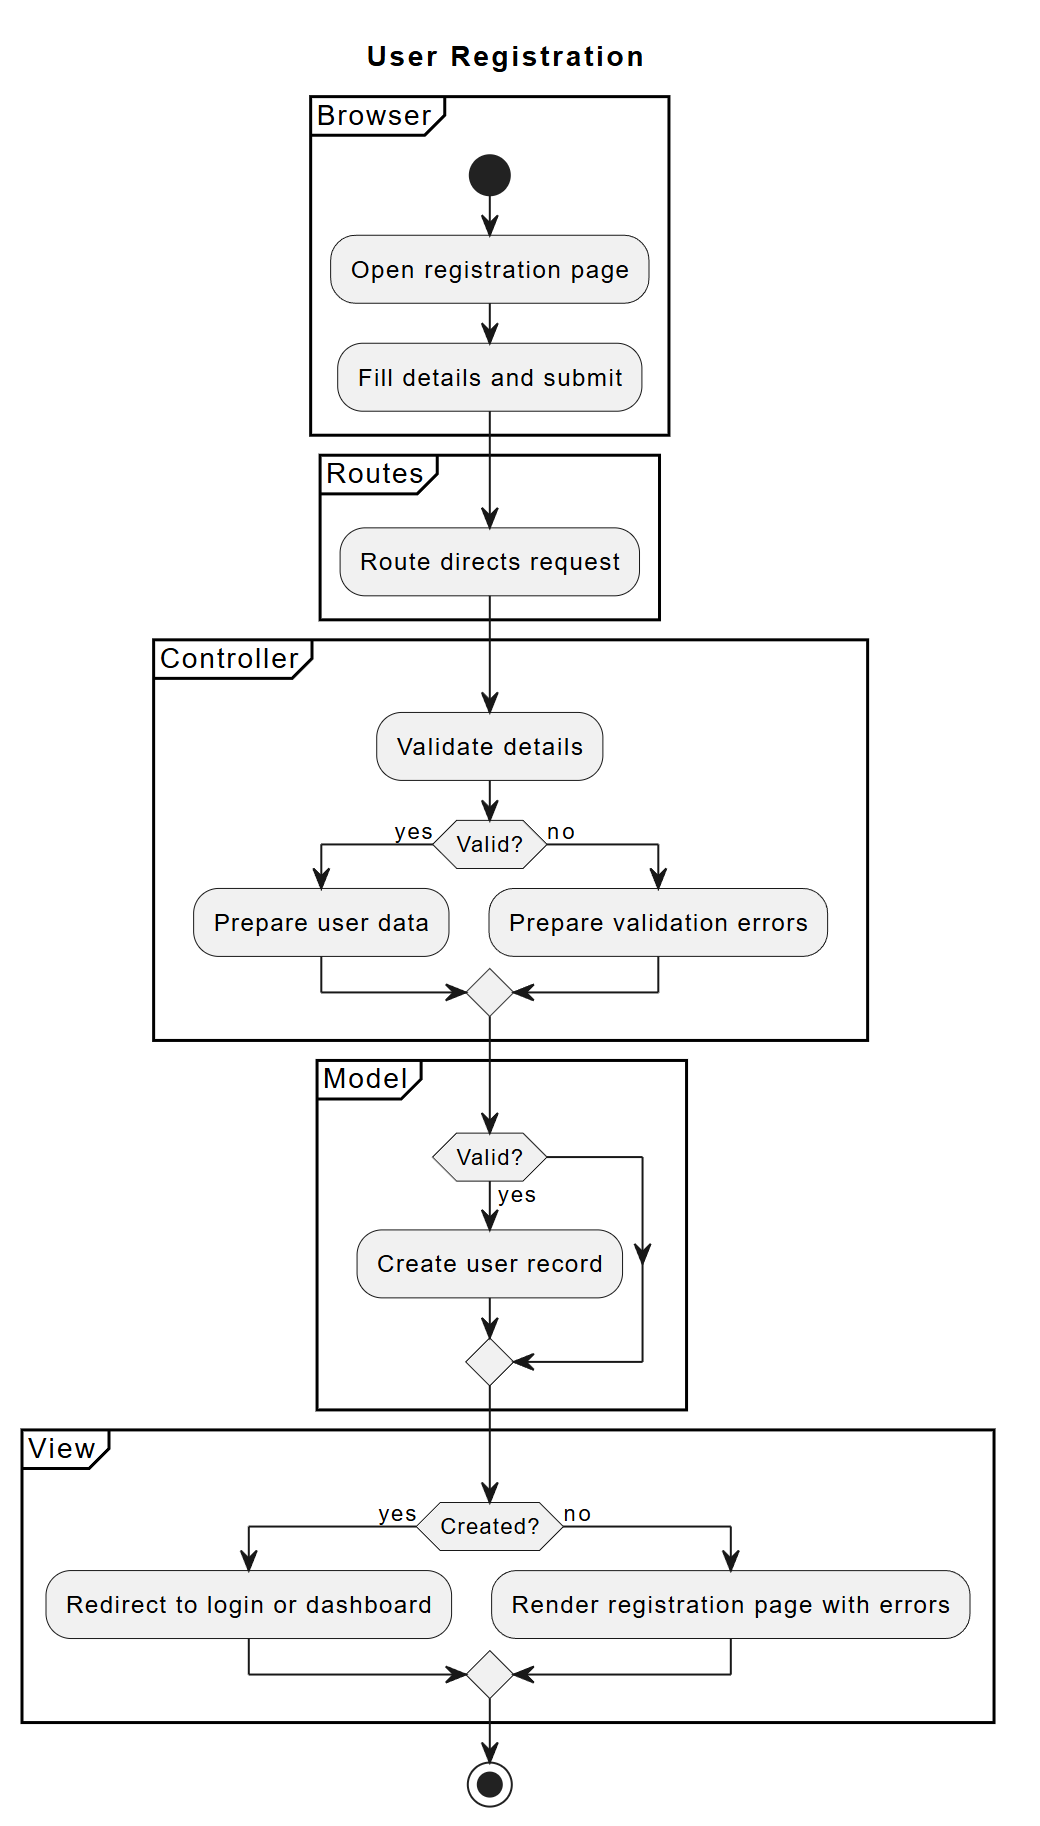 User Registration
Browser
Open registration page
Fill details and submit
Routes
Route directs request
Controller
Validate details
yes
Valid?
no
Prepare user data
Prepare validation errors
Model
Valid?
yes
Create user record
View
yes
Created?
no
Redirect to login or dashboard
Render registration page with errors